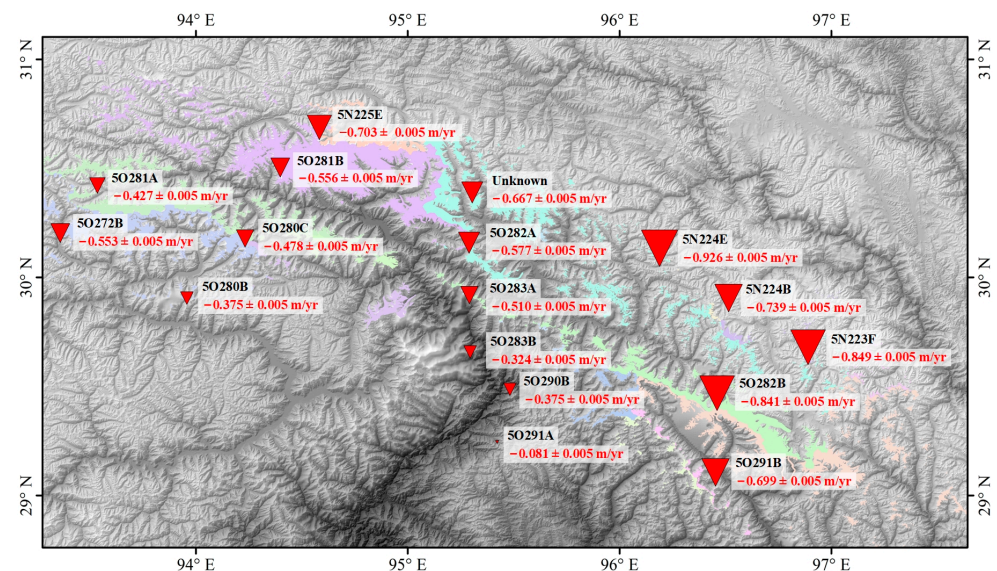 94° E 95° E 96° E 97° E
31° N 31° N
5N225E
−0.703 ± 0.005 m/yr
5O281B
−0.556 ± 0.005 m/yr
5O281A
−0.427 ± 0.005 m/yr
Unknown
−0.667 ± 0.005 m/yr
5O272B
−0.553 ± 0.005 m/yr
5O280C
−0.478 ± 0.005 m/yr
5O282A
−0.577 ± 0.005 m/yr
5N224E
−0.926 ± 0.005 m/yr
30° N 30° N
5O280B
−0.375 ± 0.005 m/yr
5O283A
−0.510 ± 0.005 m/yr
5N224B
−0.739 ± 0.005 m/yr
5O283B
−0.324 ± 0.005 m/yr
5N223F
−0.849 ± 0.005 m/yr
5O290B
−0.375 ± 0.005 m/yr
5O282B
−0.841 ± 0.005 m/yr
5O291A
−0.081 ± 0.005 m/yr
5O291B
−0.699 ± 0.005 m/yr
29° N 29° N
94° E 95° E 96° E 97° E